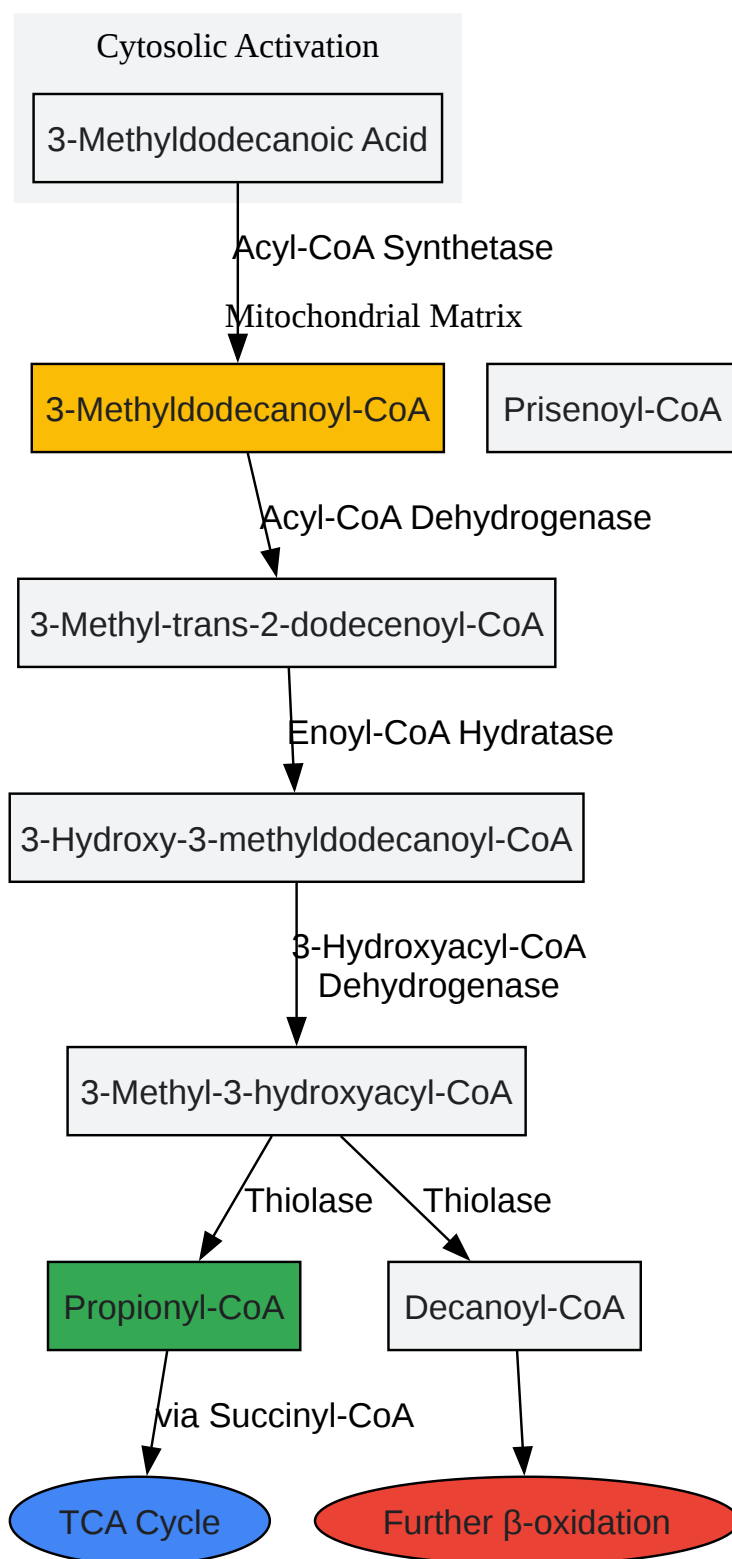 Cytosolic Activation
3-Methyldodecanoic Acid
Acyl-CoA Synthetase
Mitochondrial Matrix
3-Methyldodecanoyl-CoA
Prisenoyl-CoA
Acyl-CoA Dehydrogenase
3-Methyl-trans-2-dodecenoyl-CoA
Enoyl-CoA Hydratase
3-Hydroxy-3-methyldodecanoyl-CoA
3-Hydroxyacyl-CoA
Dehydrogenase
3-Methyl-3-hydroxyacyl-CoA
Thiolase
Thiolase
Propionyl-CoA
Decanoyl-CoA
via Succinyl-CoA
TCA Cycle
Further β-oxidation